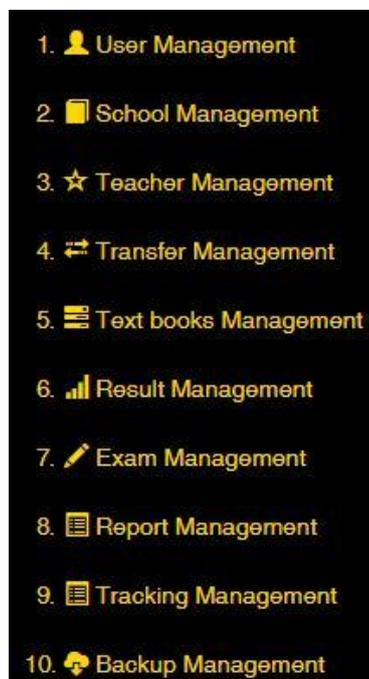 1. User Management
2. School Management
3. Teacher Management
4. Transfer Management
5. Text books Management
6. Result Management
7. Exam Management
8. Report Management
9. Tracking Management
10. Backup Management